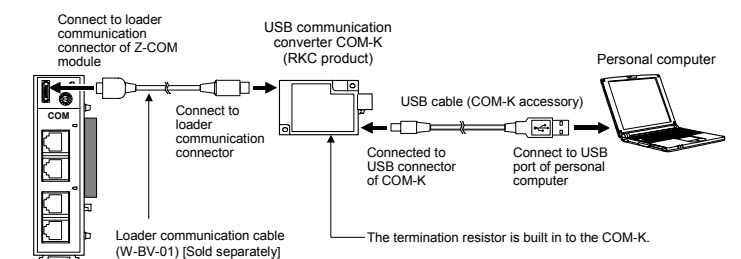 Connect to loader
communication
connector of Z-COM
module
USB communication
converter COM-K
(RKC product)
Personal computer
USB cable (COM-K accessory)
COM
Connect to
loader
communication
connector
Connected to
USB connector
of COM-K
Connect to USB
port of personal
computer
Loader communication cable
(W-BV-01) [Sold separately]
The termination resistor is built in to the COM-K.